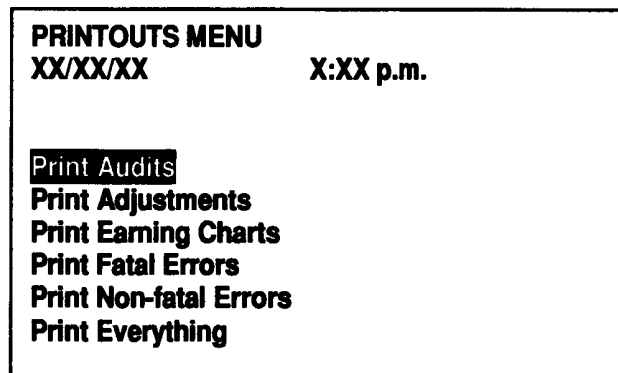 PRINTOUTS MENU
XX/XX/XX X:XX p.m.
Print Audits
Print Adjustments
Print Earning Charts
Print Fatal Errors
Print Non-fatal Errors
Print Everything